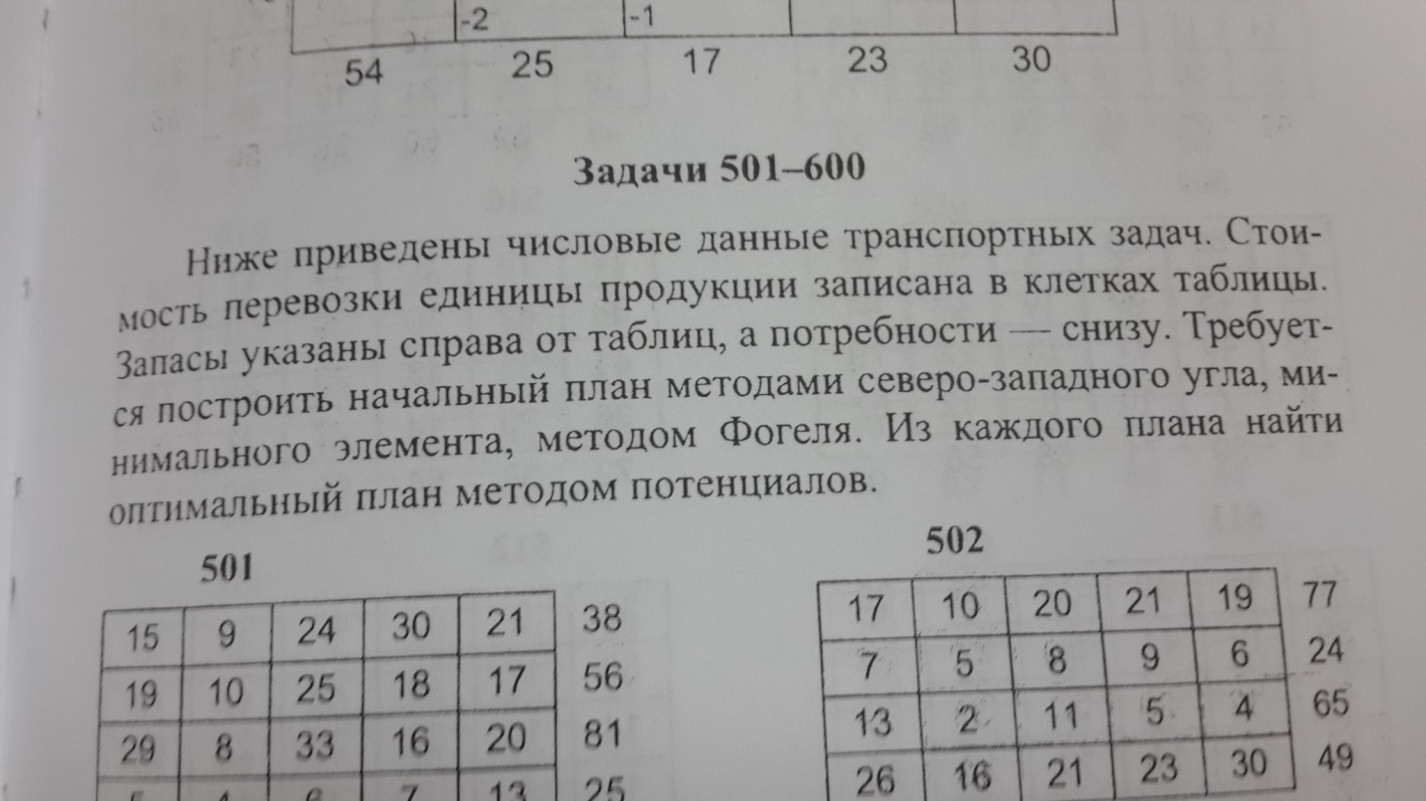 -2 -1
54 25 17 23 30
Задачи 501–600
Ниже приведены числовые данные транспортных задач. Стои-
мость перевозки единицы продукции записана в клетках таблицы.
Запасы указаны справа от таблиц, а потребности — снизу. Требует-
ся построить начальный план методами северо-западного угла, ми-
нимального элемента, методом Фогеля. Из каждого плана найти
оптимальный план методом потенциалов.
501
15 9 24 30 21 38
19 10 25 18 17 56
29 8 33 16 20 81
7 13 25
502
17 10 20 21 19 77
7 5 8 9 6 24
13 2 11 5 4 65
26 16 21 23 30 49